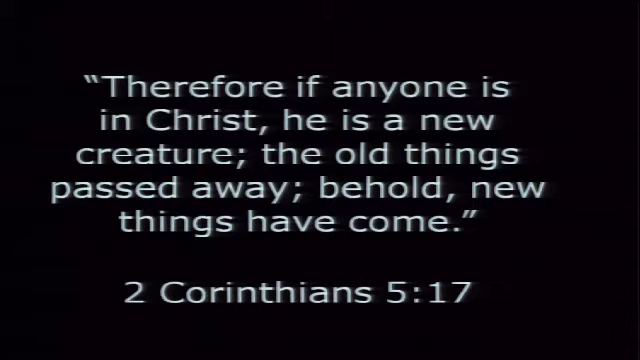 “Therefore if anyone is
in Christ, he is a new
creature; the old things
passed away; behold, new
things have come.”
2 Corinthians 5:17